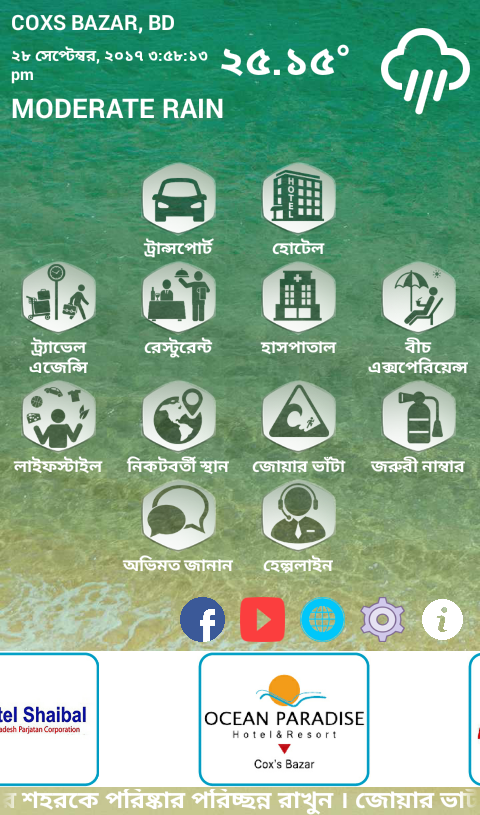 COXS BAZAR, BD
২৮ সেপ্টেম্বর, ২০১৭ ৩:৫৮:১৩
pm
২৫.১৫°
MODERATE RAIN
ট্রান্সপোর্ট
HOTEL
হোটেল
ট্র্যাভেল
এজেন্সি
রেস্টুরেন্ট
হাসপাতাল
বীচ
এক্সপেরিয়েন্স
লাইফস্টাইল
নিকটবর্তী স্থান
জোয়ার ভাঁটা
জরুরী নাম্বার
অভিমত জানান
হেল্পলাইন
tel Shaibal
desh Parjatan Corporation
OCEAN PARADISE
Hotel & Resort
Cox's Bazar
র শহরকে পরিষ্কার পরিচ্ছন্ন রাখুন । জোয়ার ভাট